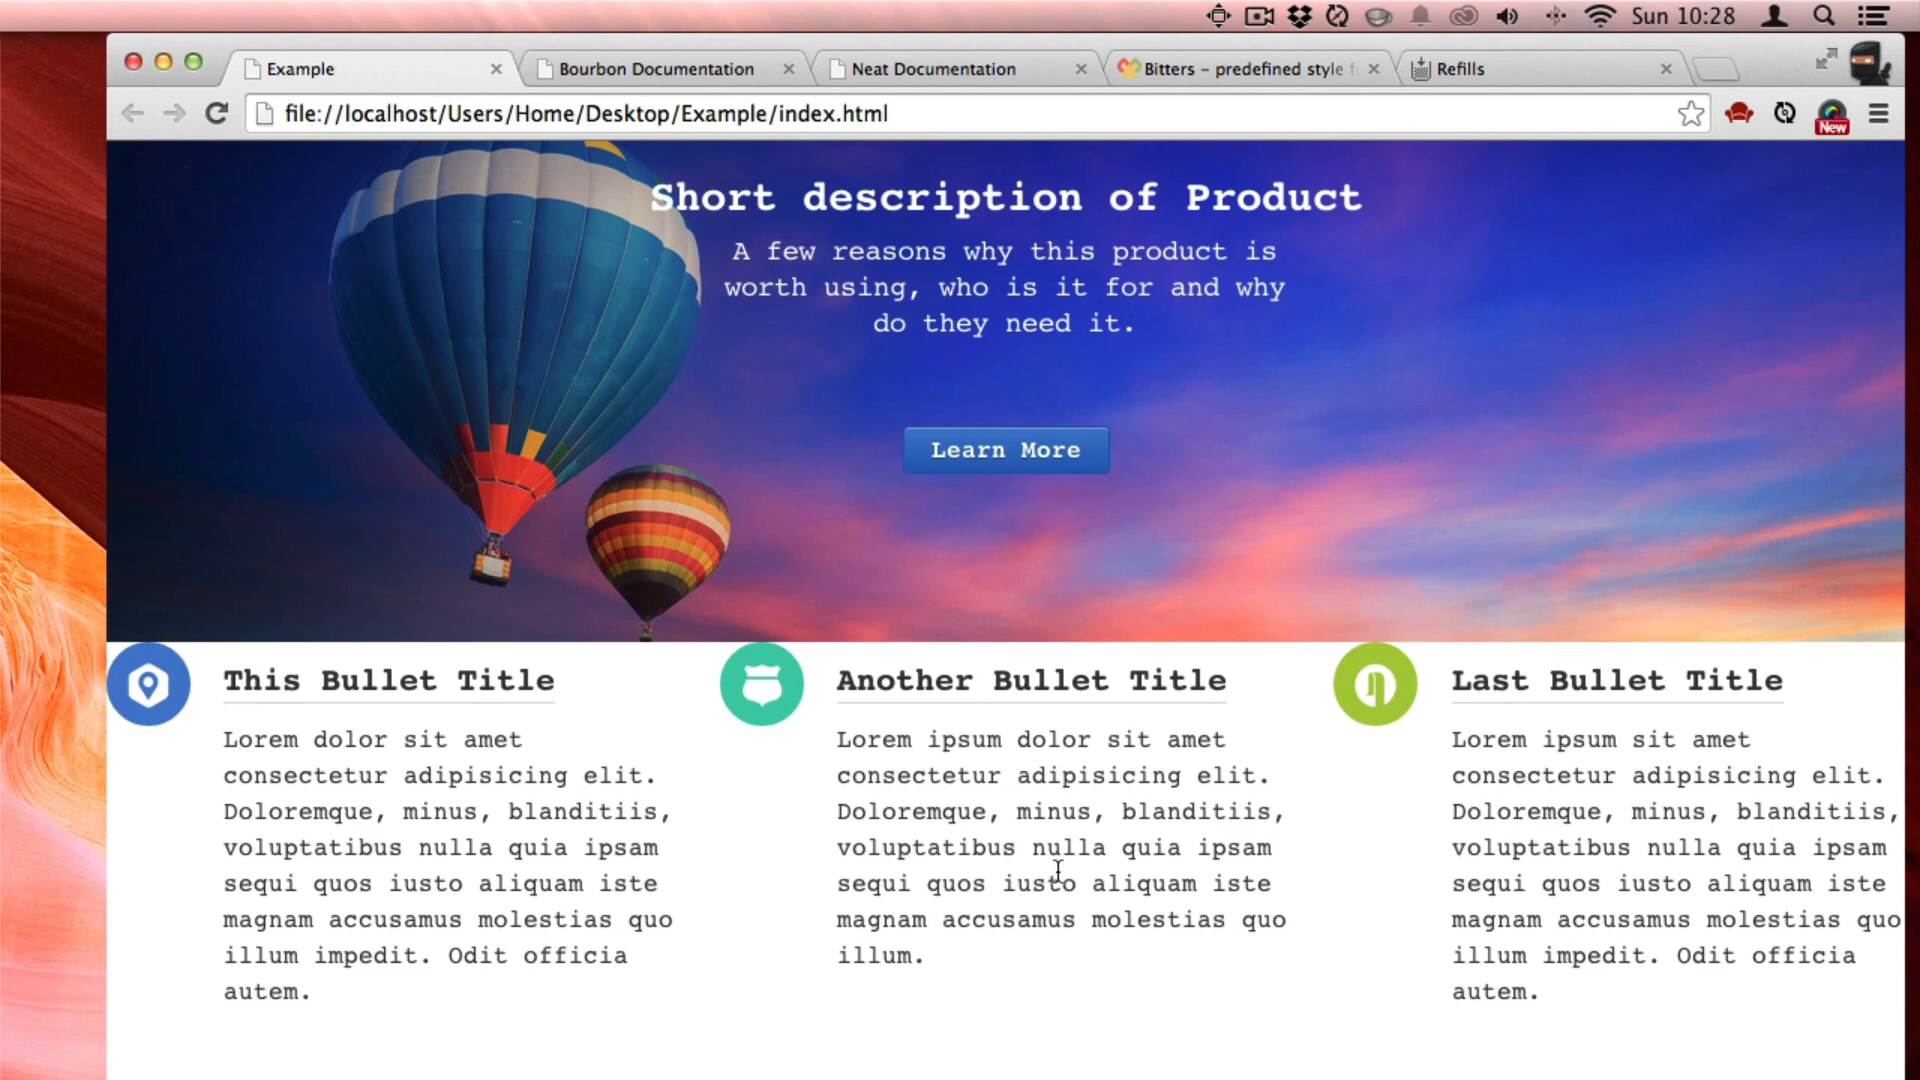 Sun 10:28
Example
Bourbon Documentation
Neat Documentation
Bitters – predefined style f
Refills
file://localhost/Users/Home/Desktop/Example/index.html
New
Short description of Product
A few reasons why this product is
worth using, who is it for and why
do they need it.
Learn More
This Bullet Title
Lorem dolor sit amet
consectetur adipisicing elit.
Doloremque, minus, blanditiis,
voluptatibus nulla quia ipsam
sequi quos iusto aliquam iste
magnam accusamus molestias quo
illum impedit. Odit officia
autem.
Another Bullet Title
Lorem ipsum dolor sit amet
consectetur adipisicing elit.
Doloremque, minus, blanditiis,
voluptatibus nulla quia ipsam
sequi quos iusto aliquam iste
magnam accusamus molestias quo
illum.
Last Bullet Title
Lorem ipsum sit amet
consectetur adipisicing elit.
Doloremque, minus, blanditiis,
voluptatibus nulla quia ipsam
sequi quos iusto aliquam iste
magnam accusamus molestias quo
illum impedit. Odit officia
autem.